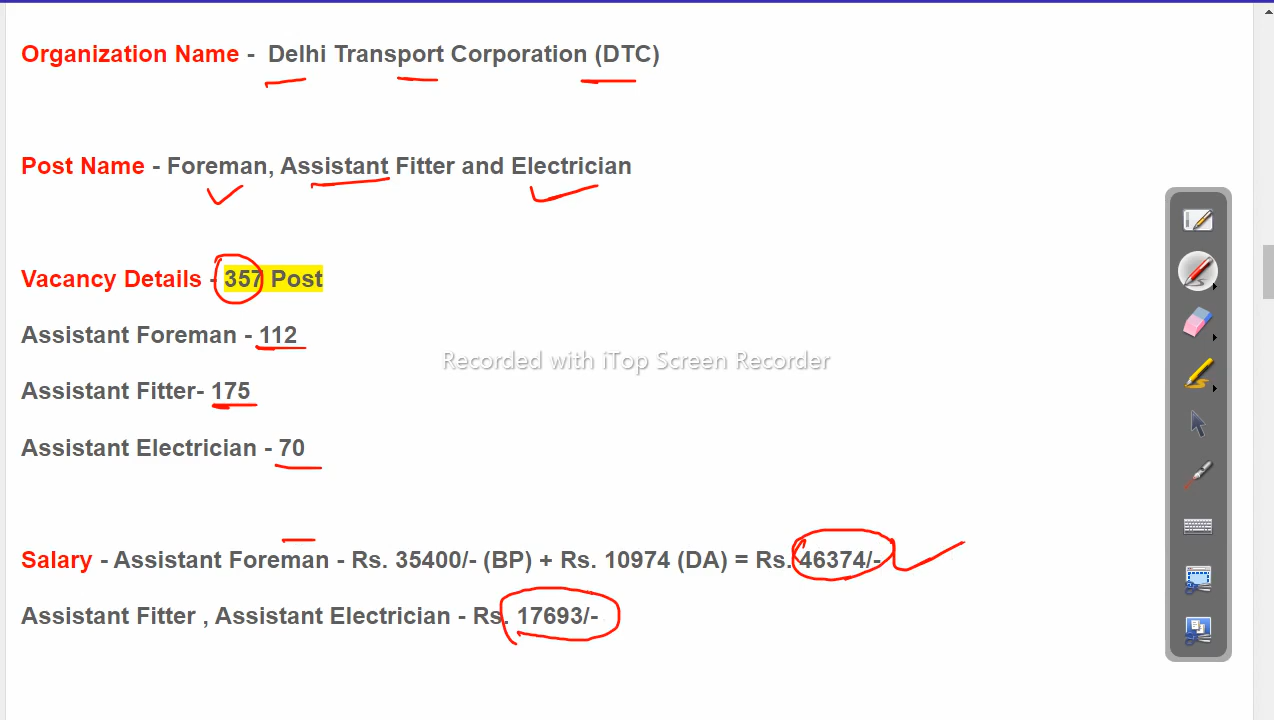 Organization Name - Delhi Transport Corporation (DTC)
Post Name - Foreman, Assistant Fitter and Electrician
Vacancy Details - 357 Post
Assistant Foreman - 112
Recorded with iTop Screen Recorder
Assistant Fitter- 175
Assistant Electrician - 70
Salary - Assistant Foreman - Rs. 35400/- (BP) + Rs. 10974 (DA) = Rs. 46374/-
Assistant Fitter , Assistant Electrician - Rs. 17693/-